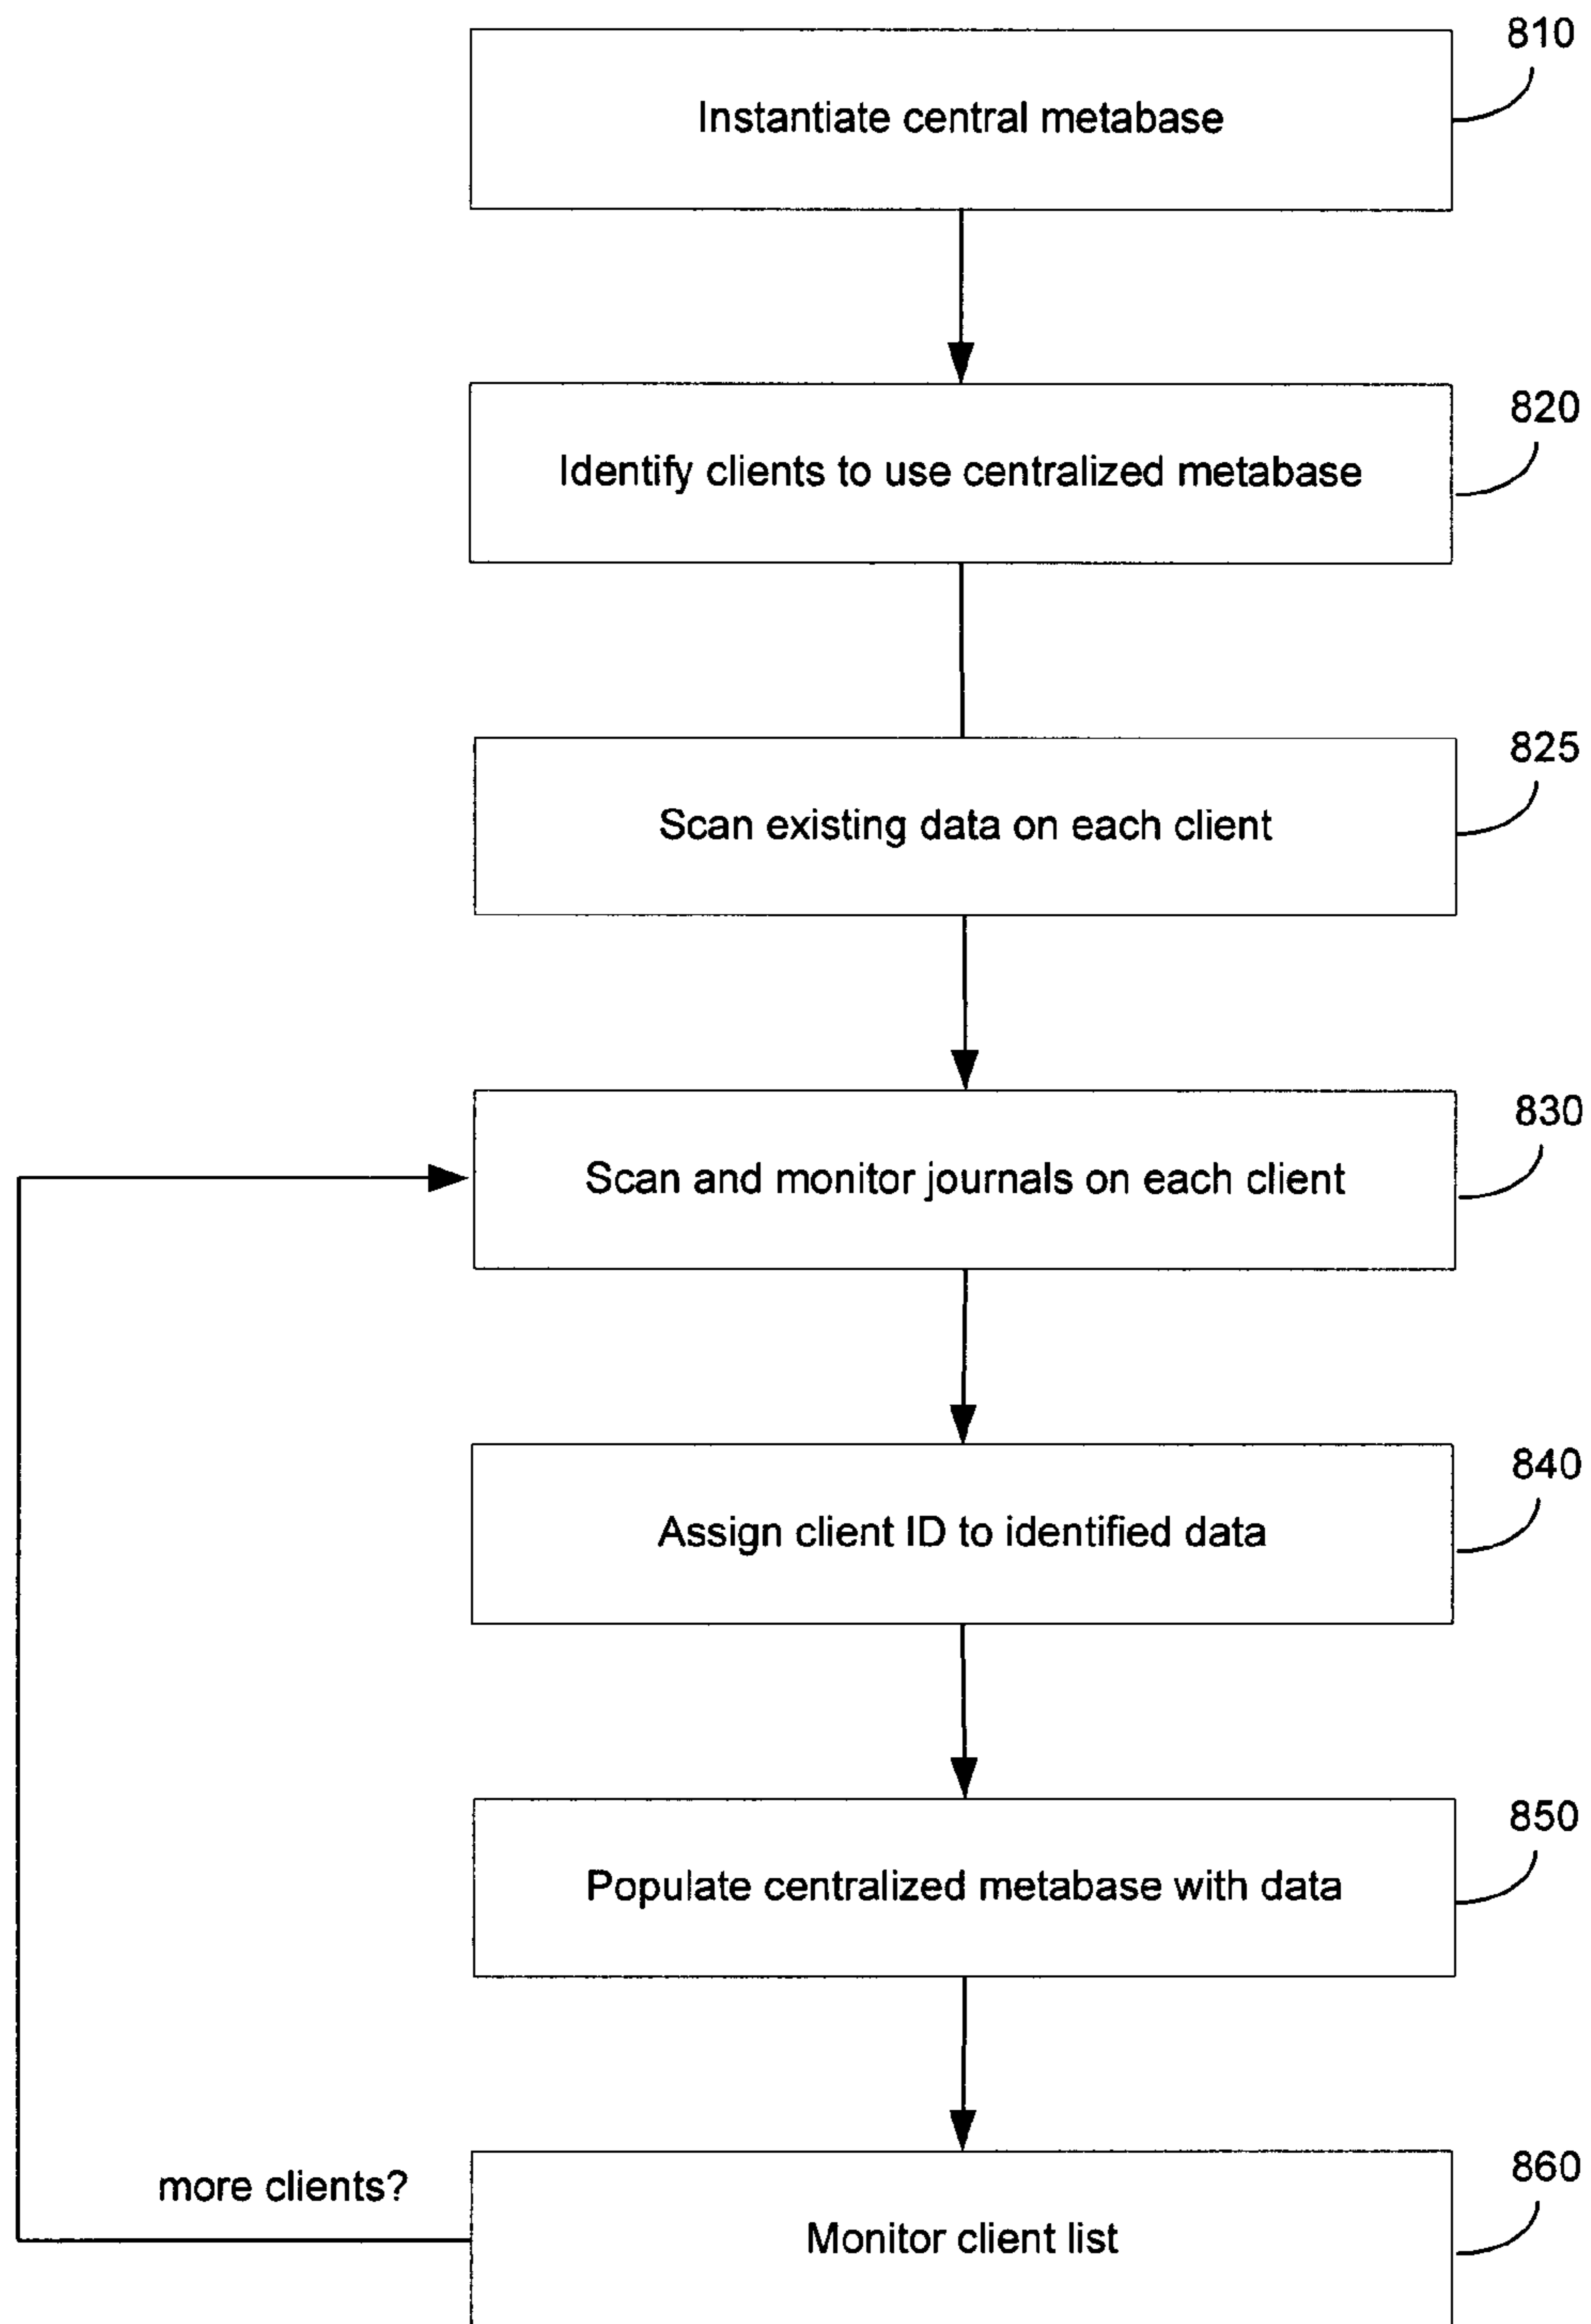 810
Instantiate central metabase
820
Identify clients to use centralized metabase
825
Scan existing data on each client
830
Scan and monitor journals on each client
840
Assign client ID to identified data
850
Populate centralized metabase with data
860
more clients?
Monitor client list